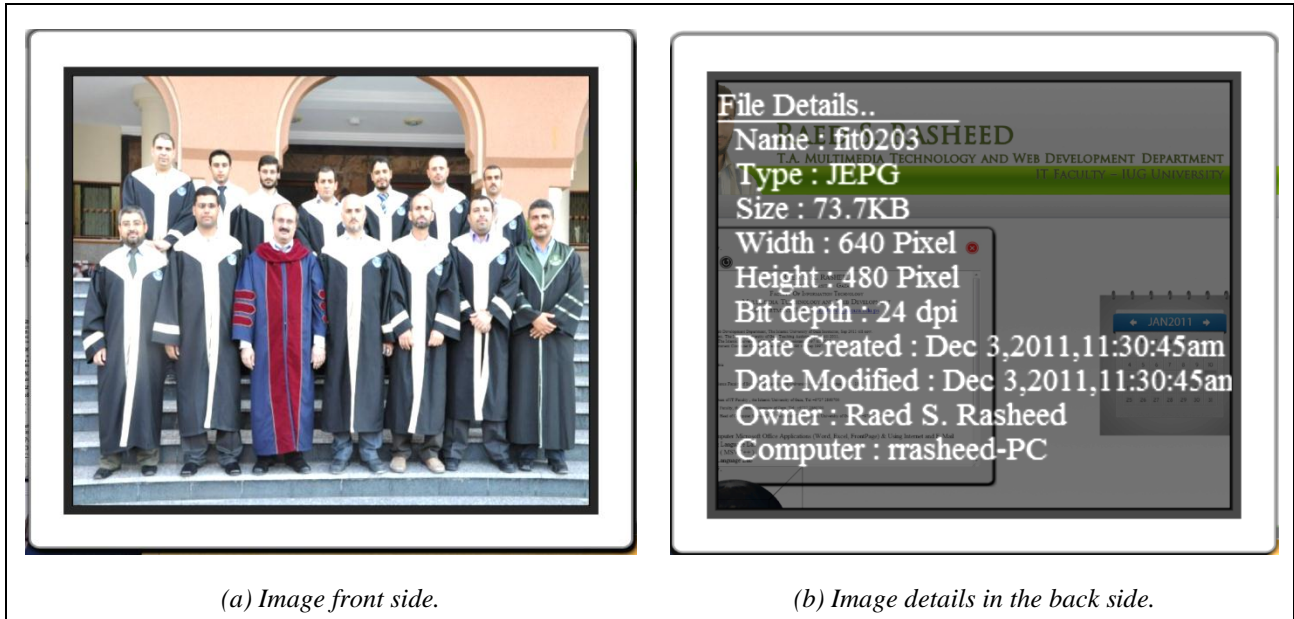 File Details..
Name : fit0203
RAEED S. RASHEED
T.A. MULTIMEDIA TECHNOLOGY AND WEB DEVELOPMENT DEPARTMENT
Type : JEPG
IT FACULTY – IUG UNIVERSITY
Size : 73.7KB
Width : 640 Pixel
Height : 480 Pixel
Bit depth : 24 dpi
JAN2011
Date Created : Dec 3,2011,11:30:45am
Date Modified : Dec 3,2011,11:30:45am
Owner : Raed S. Rasheed
Computer : rrasheed-PC
(a) Image front side.
(b) Image details in the back side.